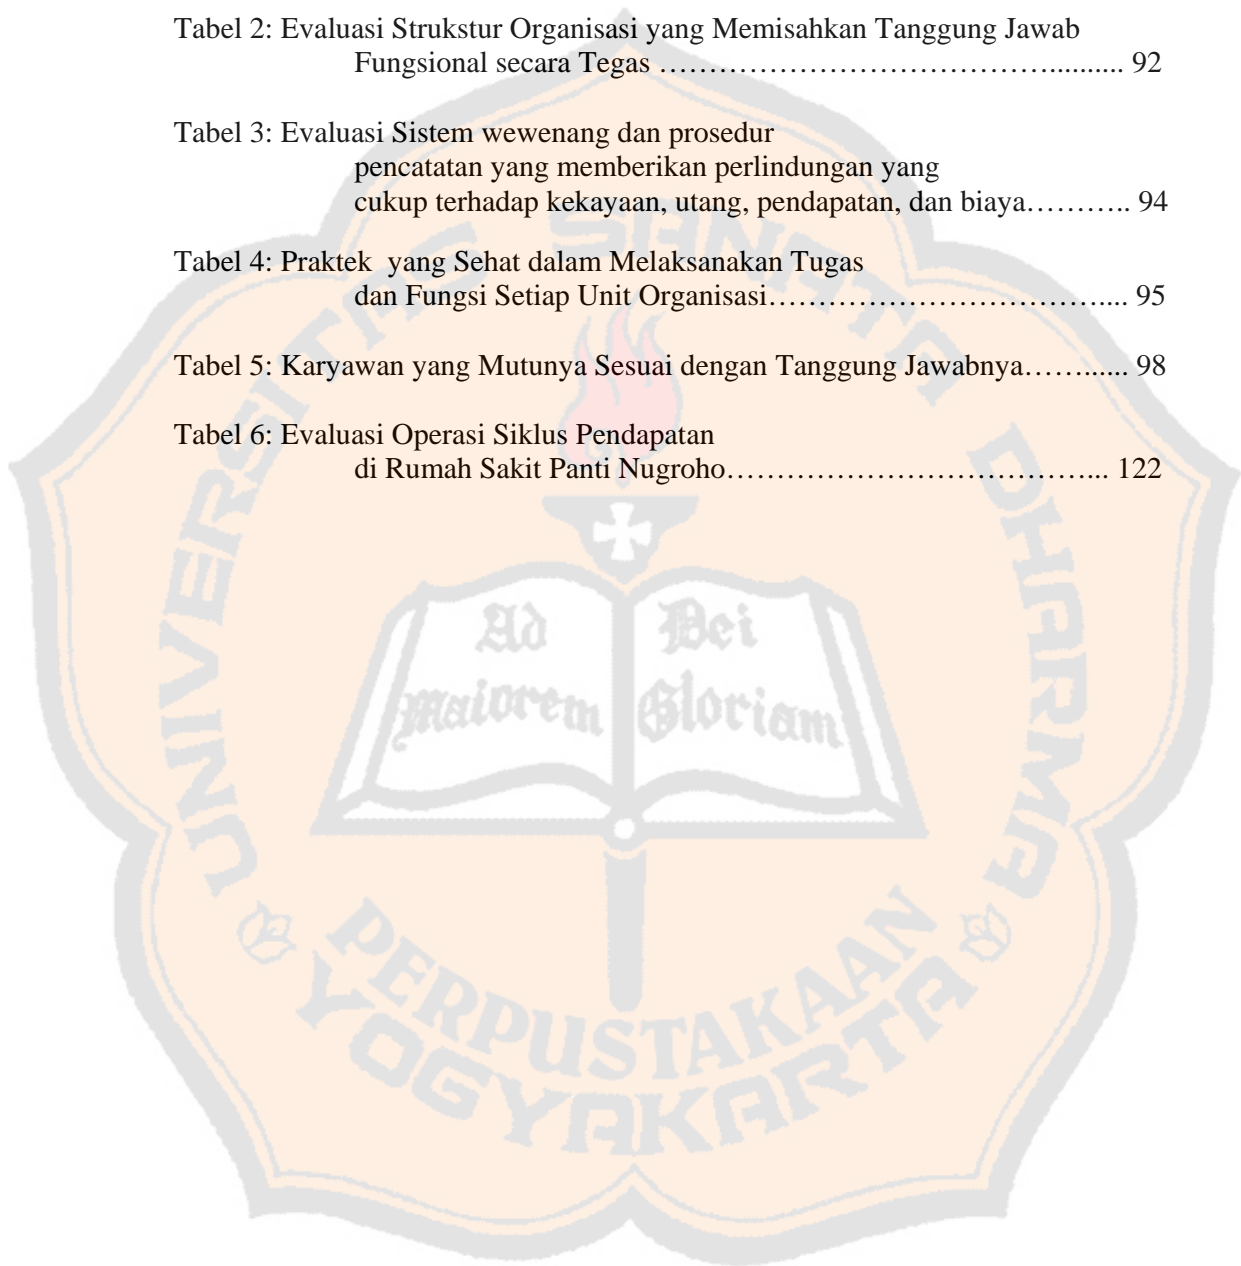 Tabel 2: Evaluasi Strukstur Organisasi yang Memisahkan Tanggung Jawab
Fungsional secara Tegas ………………………………….......... 92
Tabel 3: Evaluasi Sistem wewenang dan prosedur
pencatatan yang memberikan perlindungan yang
cukup terhadap kekayaan, utang, pendapatan, dan biaya……….. 94
Tabel 4: Praktek  yang Sehat dalam Melaksanakan Tugas
dan Fungsi Setiap Unit Organisasi…………………………….... 95
Tabel 5: Karyawan yang Mutunya Sesuai dengan Tanggung Jawabnya……...... 98
Tabel 6: Evaluasi Operasi Siklus Pendapatan
di Rumah Sakit Panti Nugroho………………………………... 122
UNIVERSITAS SANATA DHARMA
Ad Dei
maiorem Gloriam
PERPUSTAKAAN
YOGYAKARTA